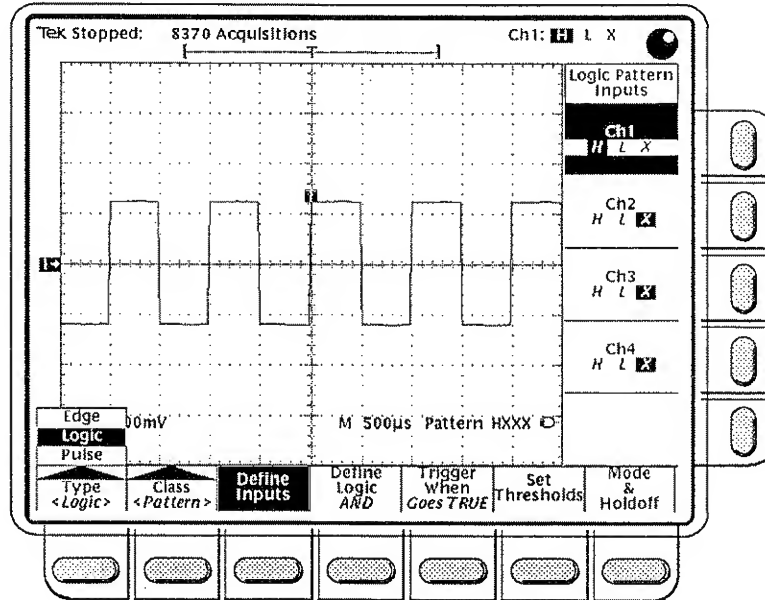 Tek Stopped: 8370 Acquisitions
Ch1: H L X
Logic Pattern
Inputs
Ch1
H L X
Ch2
H L X
Ch3
H L X
Ch4
H L X
T
1
Edge
Logic
Pulse
00mV
M 500µs Pattern HXXX
Type
<Logic>
Class
<Pattern>
Define
Inputs
Define
Logic
AND
Trigger
When
Goes TRUE
Set
Thresholds
Mode
&
Holdoff